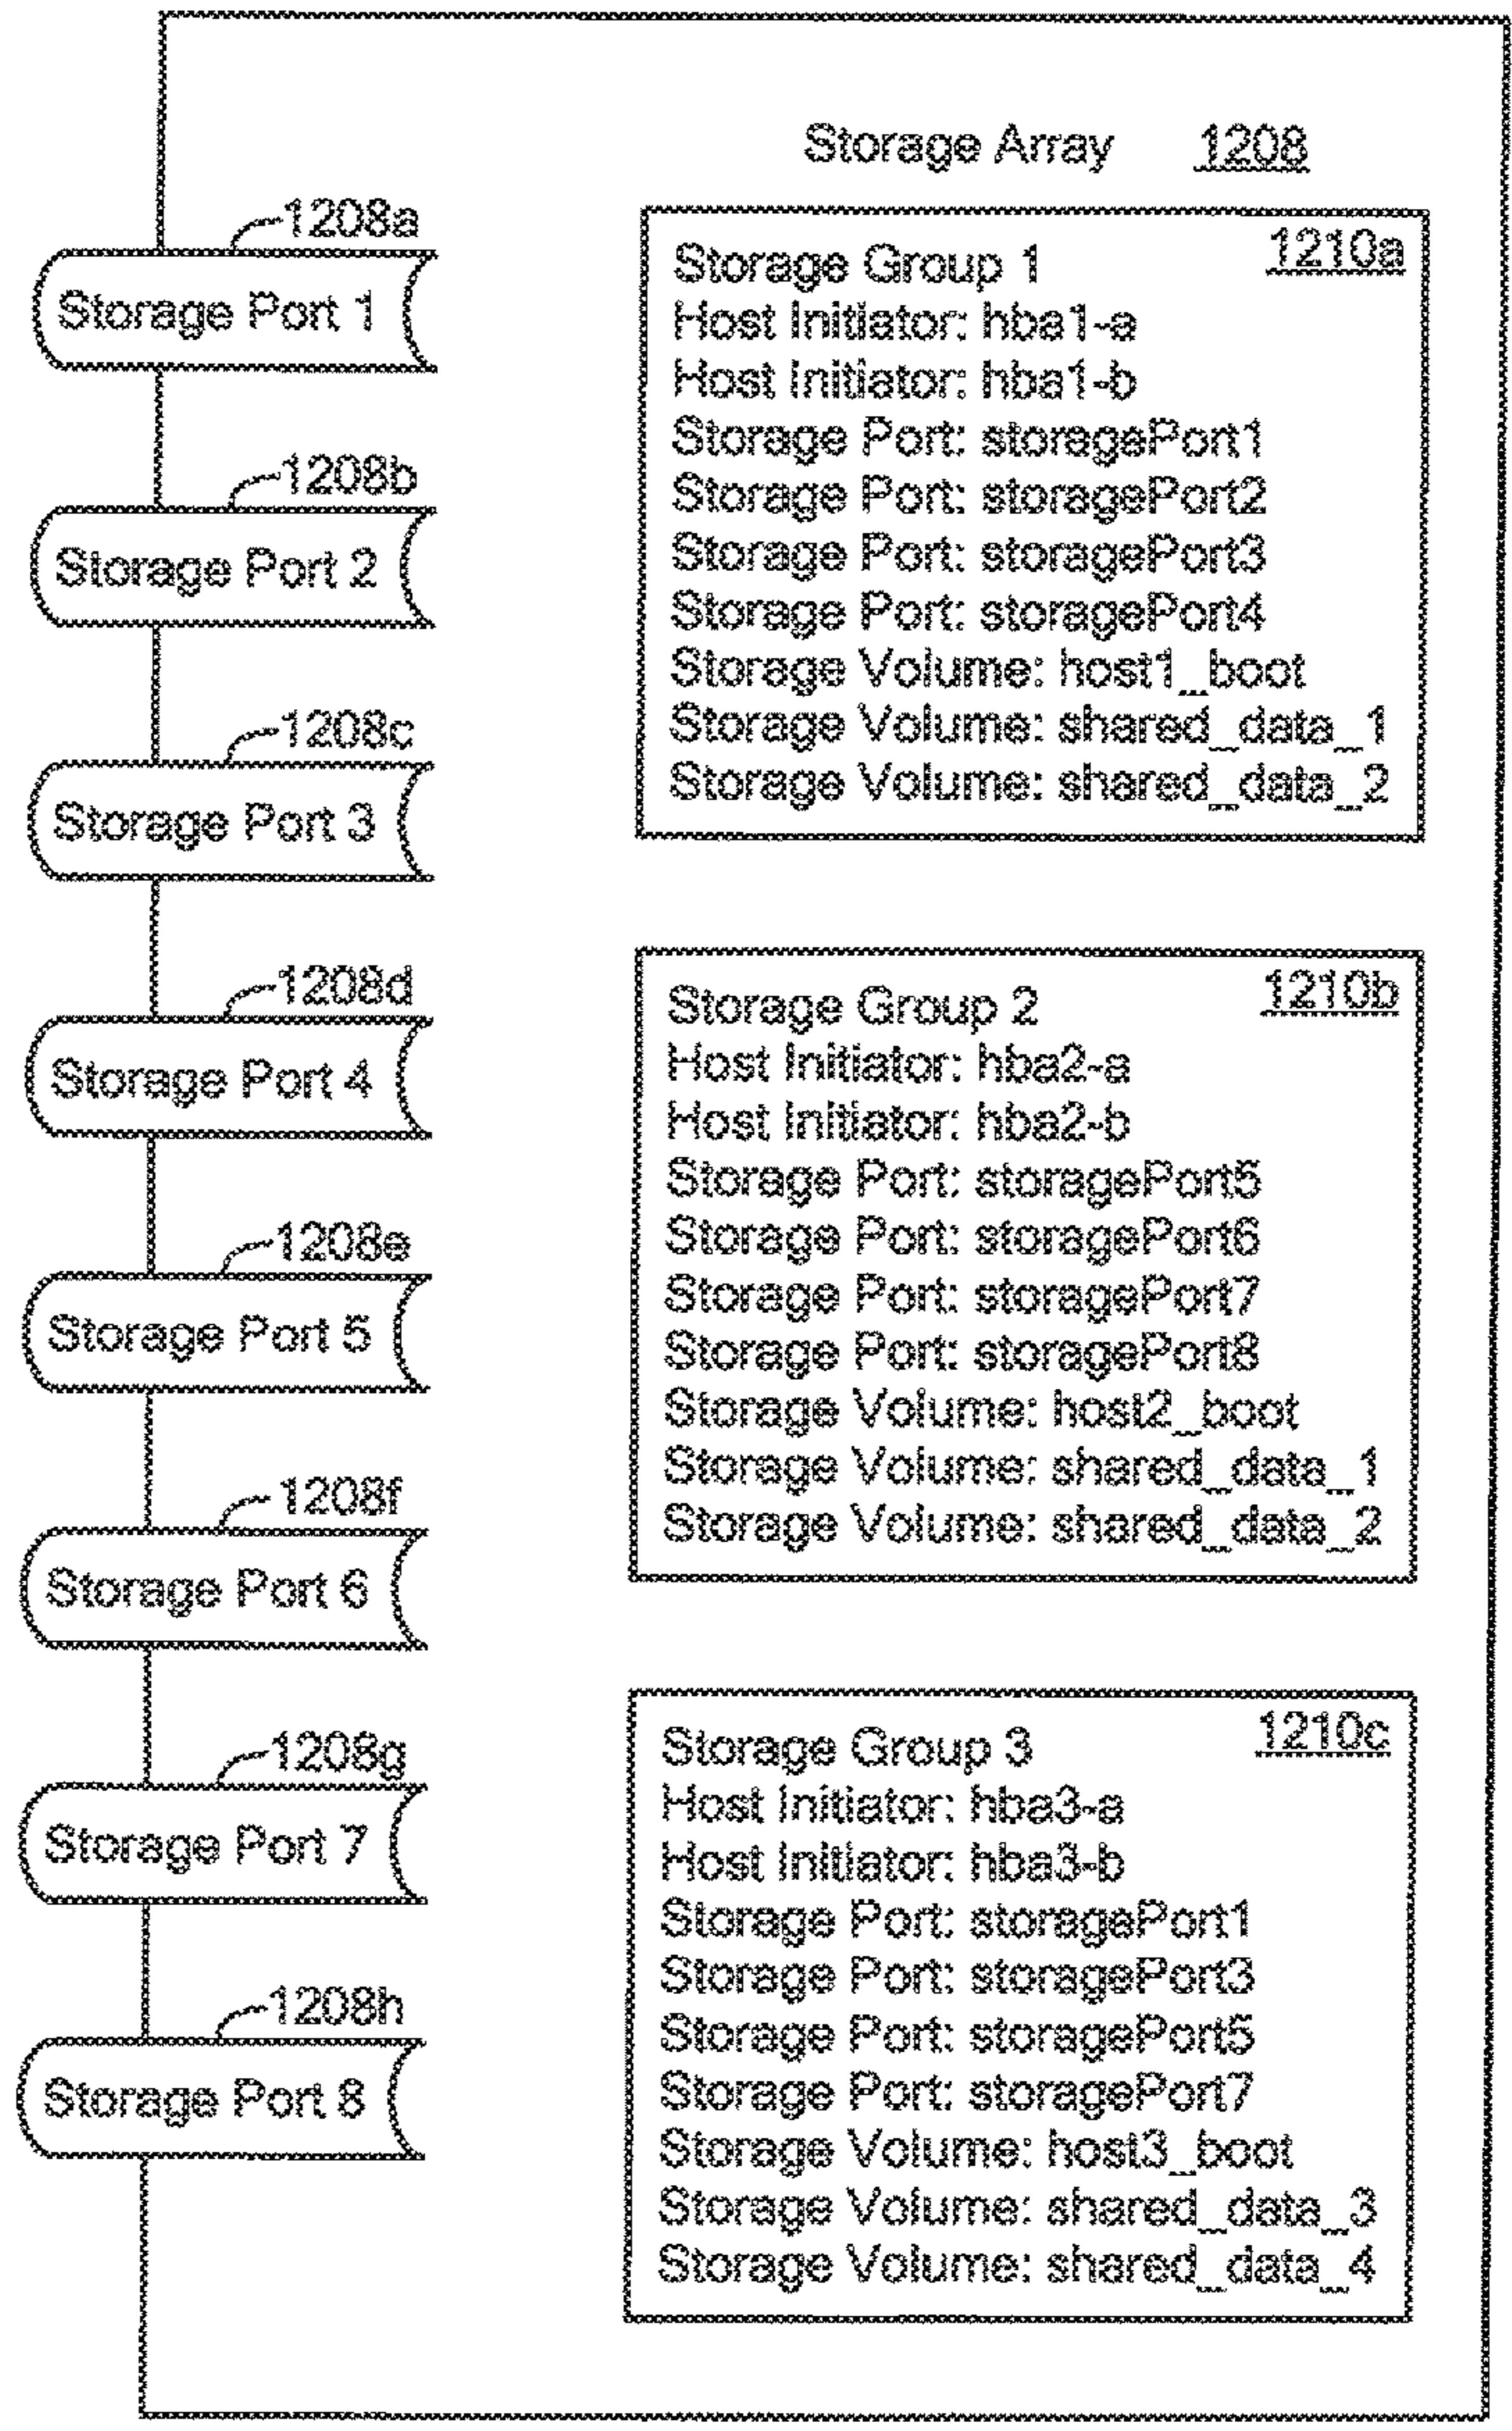 Storage Array 1208
1208a
Storage Port 1
1208b
Storage Port 2
1208c
Storage Port 3
1208d
Storage Port 4
1208e
Storage Port 5
1208f
Storage Port 6
1208g
Storage Port 7
1208h
Storage Port 8
1210a
Storage Group 1
Host Initiator: hba1-a
Host Initiator: hba1-b
Storage Port: storagePort1
Storage Port: storagePort2
Storage Port: storagePort3
Storage Port: storagePort4
Storage Volume: host1_boot
Storage Volume: shared_data_1
Storage Volume: shared_data_2
1210b
Storage Group 2
Host Initiator: hba2-a
Host Initiator: hba2-b
Storage Port: storagePort5
Storage Port: storagePort6
Storage Port: storagePort7
Storage Port: storagePort8
Storage Volume: host2_boot
Storage Volume: shared_data_1
Storage Volume: shared_data_2
1210c
Storage Group 3
Host Initiator: hba3-a
Host Initiator: hba3-b
Storage Port: storagePort1
Storage Port: storagePort3
Storage Port: storagePort5
Storage Port: storagePort7
Storage Volume: host3_boot
Storage Volume: shared_data_3
Storage Volume: shared_data_4